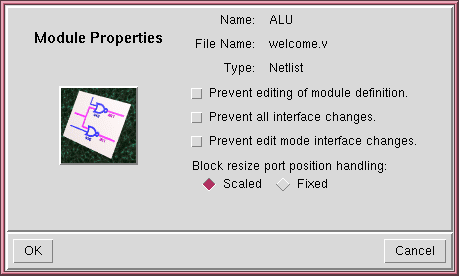 Module Properties
Name: ALU
File Name: welcome.v
Type: Netlist
Prevent editing of module definition.
Prevent all interface changes.
Prevent edit mode interface changes.
Block resize port position handling:
Scaled Fixed
OK Cancel